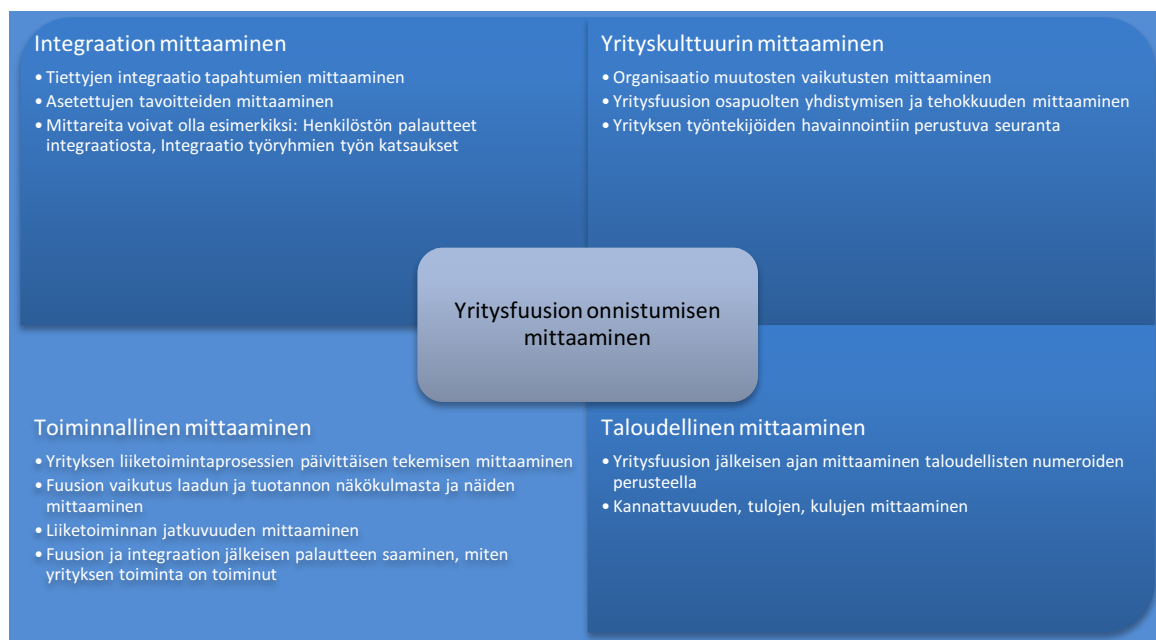 Integraation mittaaminen
• Tiettyjen integraatio tapahtumien mittaaminen
• Asetettujen tavoitteiden mittaaminen
• Mittareita voivat olla esimerkiksi: Henkilöstön palautteet
integraatiosta, Integraatio työryhmien työn katsaukset
Yrityskulttuurin mittaaminen
• Organisaatio muutosten vaikutusten mittaaminen
• Yritysfuusion osapuolten yhdistymisen ja tehokkuuden mittaaminen
• Yrityksen työntekijöiden havainnointiin perustuva seuranta
Yritysfuusion onnistumisen
mittaaminen
Toiminnallinen mittaaminen
• Yrityksen liiketoimintaprosessien päivittäisen tekemisen mittaaminen
• Fuusion vaikutus laadun ja tuotannon näkökulmasta ja näiden
mittaaminen
• Liiketoiminnan jatkuvuuden mittaaminen
• Fuusion ja integraation jälkeisen palautteen saaminen, miten
yrityksen toiminta on toiminut
Taloudellinen mittaaminen
• Yritysfuusion jälkeisen ajan mittaaminen taloudellisten numeroiden
perusteella
• Kannattavuuden, tulojen, kulujen mittaaminen